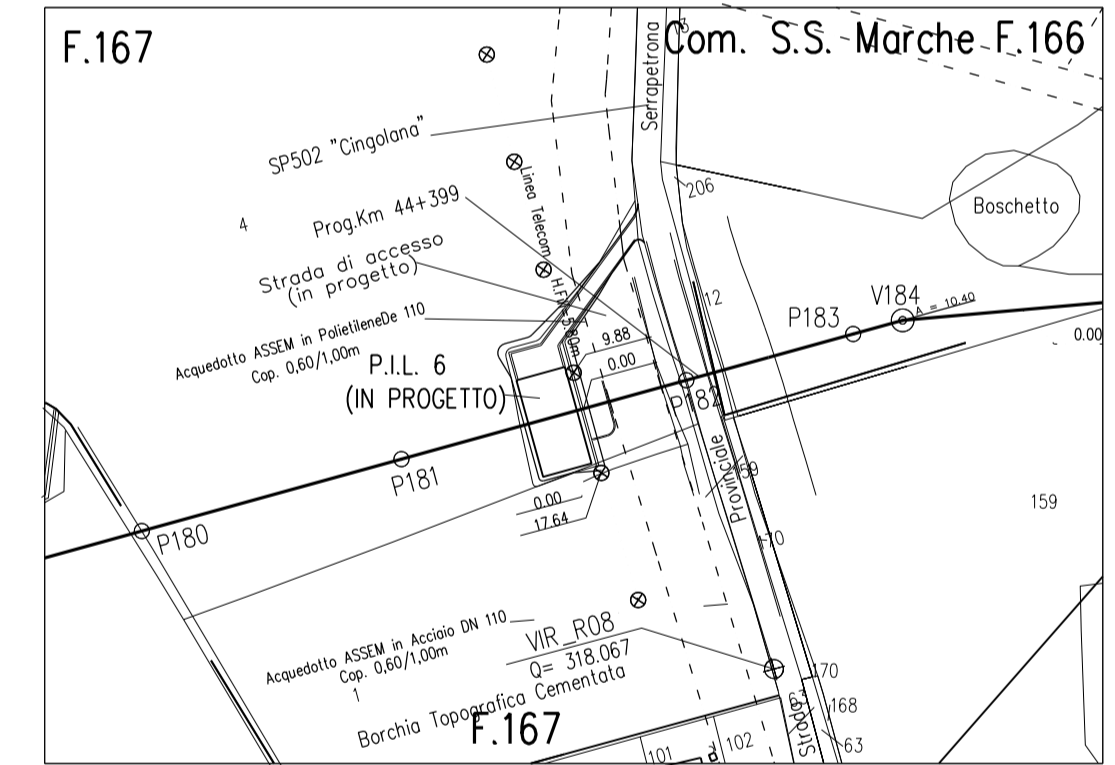 F.167
Com. S.S. Marche F.166
13
Serrapetrona
SP502 "Cingolana"
Linea Telecom
206
Boschetto
4
Prog.Km 44+399
Strada di accesso
(in progetto)
12
V184
A = 10.40
P183
Acquedotto ASSEM in PolietileneDe 110
Cop. 0,60/1,00m
9.88
0.00
0.00
P.I.L. 6
(IN PROGETTO)
P182
P181
Provinciale
59
159
0.00
17.64
P180
170
Acquedotto ASSEM in Acciaio DN 110
Cop. 0,60/1,00m
1
VIR_R08
Q= 318.067
Borchia Topografica Cementata
F.167
170
63
168
Strada
63
101
102